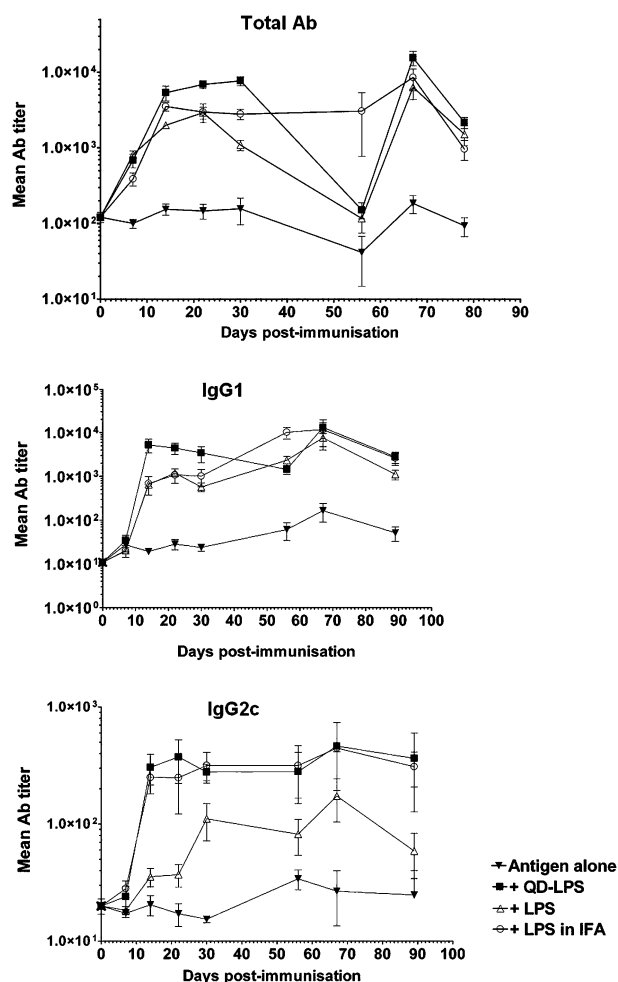 Total Ab
Mean Ab titer
1.0×10⁴
1.0×10³
1.0×10²
1.0×10¹
0 10 20 30 40 50 60 70 80 90
Days post-immunisation
IgG1
Mean Ab titer
1.0×10⁵
1.0×10⁴
1.0×10³
1.0×10²
1.0×10¹
1.0×10⁰
0 10 20 30 40 50 60 70 80 90 100
Days post-immunisation
IgG2c
Mean Ab titer
1.0×10³
1.0×10²
1.0×10¹
0 10 20 30 40 50 60 70 80 90 100
Days post-immunisation
Antigen alone
+ QD-LPS
+ LPS
+ LPS in IFA